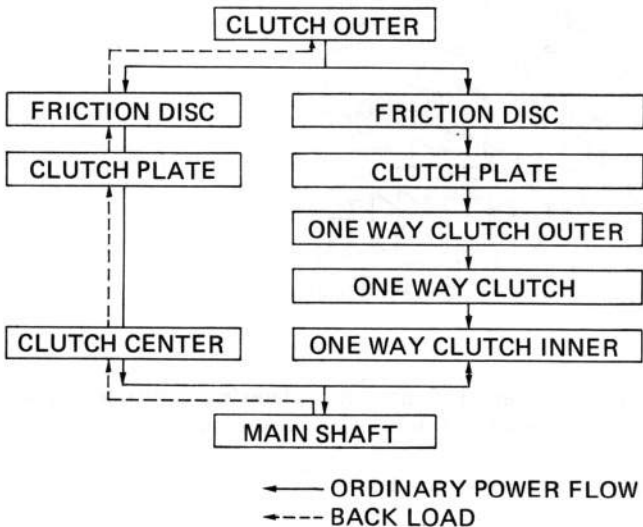 CLUTCH OUTER
FRICTION DISC
FRICTION DISC
CLUTCH PLATE
CLUTCH PLATE
ONE WAY CLUTCH OUTER
ONE WAY CLUTCH
CLUTCH CENTER
ONE WAY CLUTCH INNER
MAIN SHAFT
ORDINARY POWER FLOW
BACK LOAD